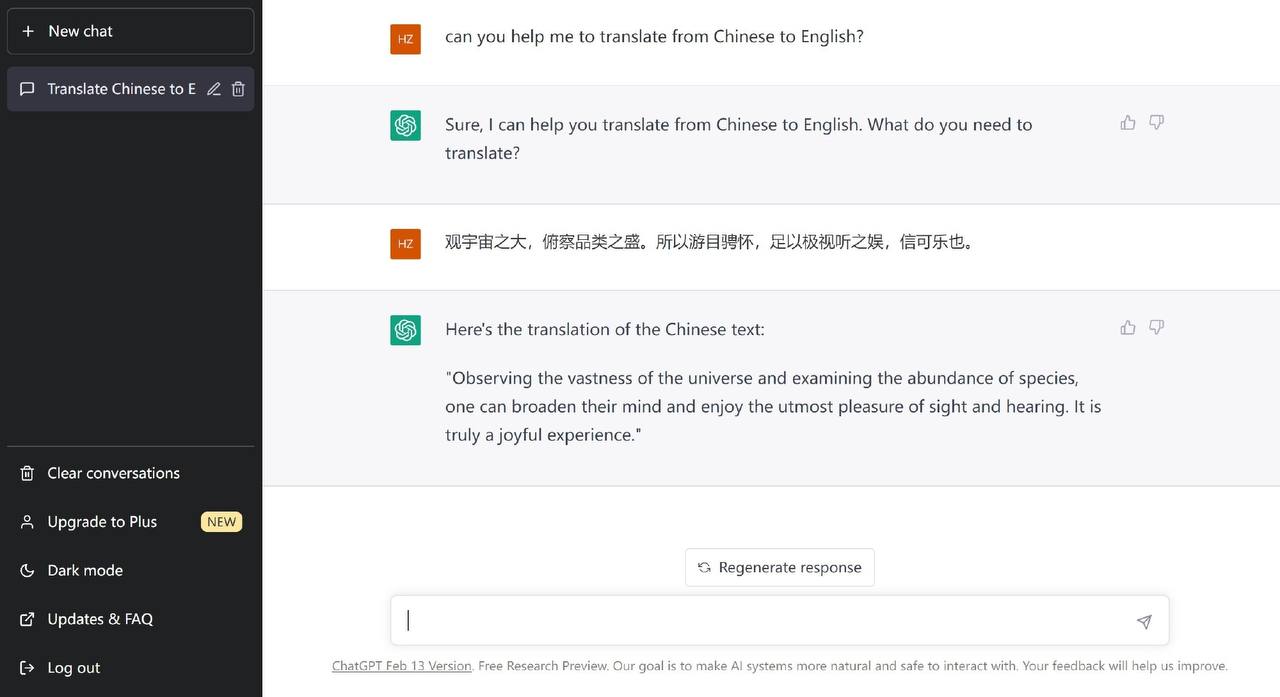 New chat
Translate Chinese to E
Clear conversations
Upgrade to Plus NEW
Dark mode
Updates & FAQ
Log out
HZ can you help me to translate from Chinese to English?
Sure, I can help you translate from Chinese to English. What do you need to
translate?
HZ 观宇宙之大，俯察品类之盛。所以游目骋怀，足以极视听之娱，信可乐也。
Here's the translation of the Chinese text:
"Observing the vastness of the universe and examining the abundance of species,
one can broaden their mind and enjoy the utmost pleasure of sight and hearing. It is
truly a joyful experience."
Regenerate response
ChatGPT Feb 13 Version. Free Research Preview. Our goal is to make AI systems more natural and safe to interact with. Your feedback will help us improve.